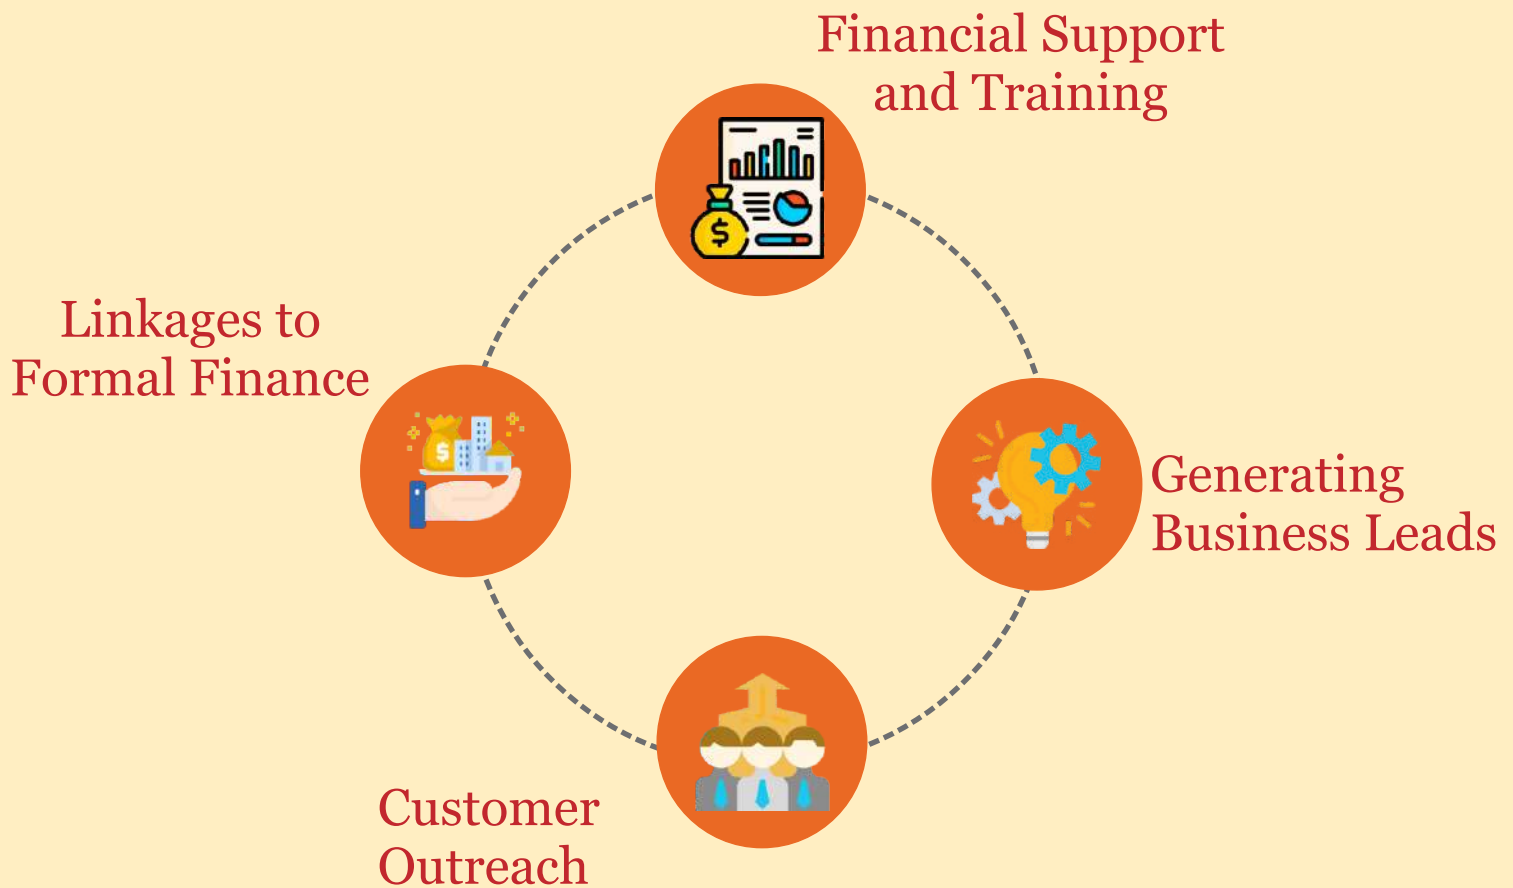 Financial Support
and Training
Linkages to
Formal Finance
$
$
Generating
Business Leads
Customer
Outreach